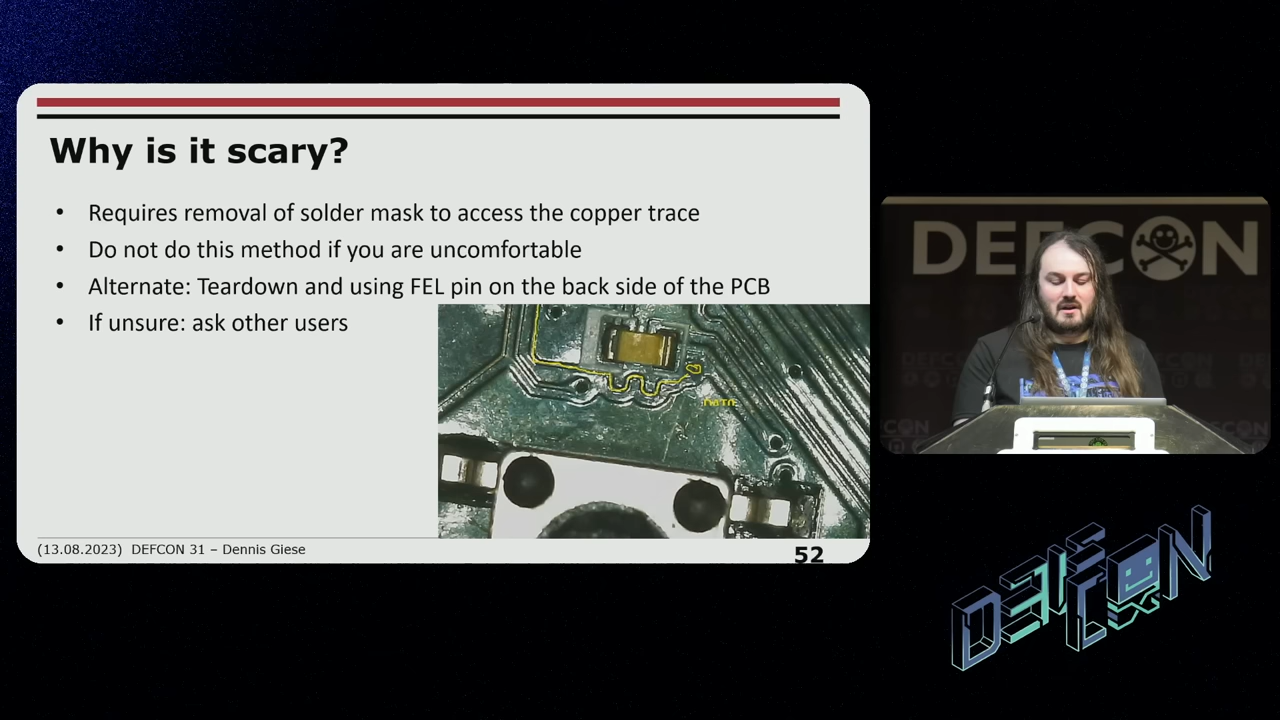 Why is it scary?
• Requires removal of solder mask to access the copper trace
• Do not do this method if you are uncomfortable
• Alternate: Teardown and using FEL pin on the back side of the PCB
• If unsure: ask other users
(13.08.2023) DEFCON 31 – Dennis Giese
52
DEFCON
DEFCON